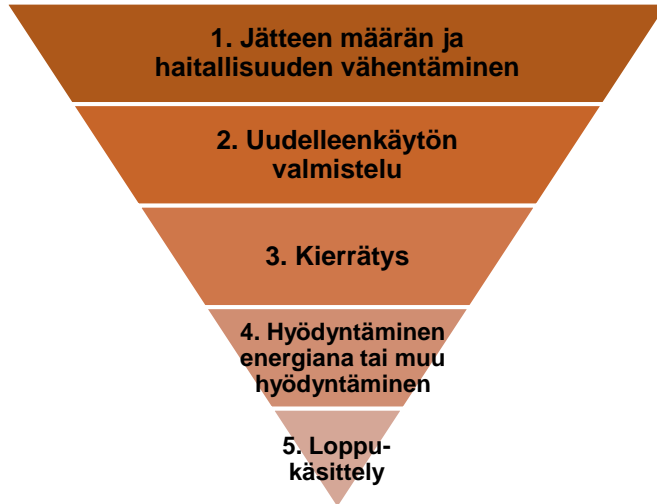 1. Jätteen määrän ja
haitallisuuden vähentäminen
2. Uudelleenkäytön
valmistelu
3. Kierrätys
4. Hyödyntäminen
energiana tai muu
hyödyntäminen
5. Loppu-
käsittely